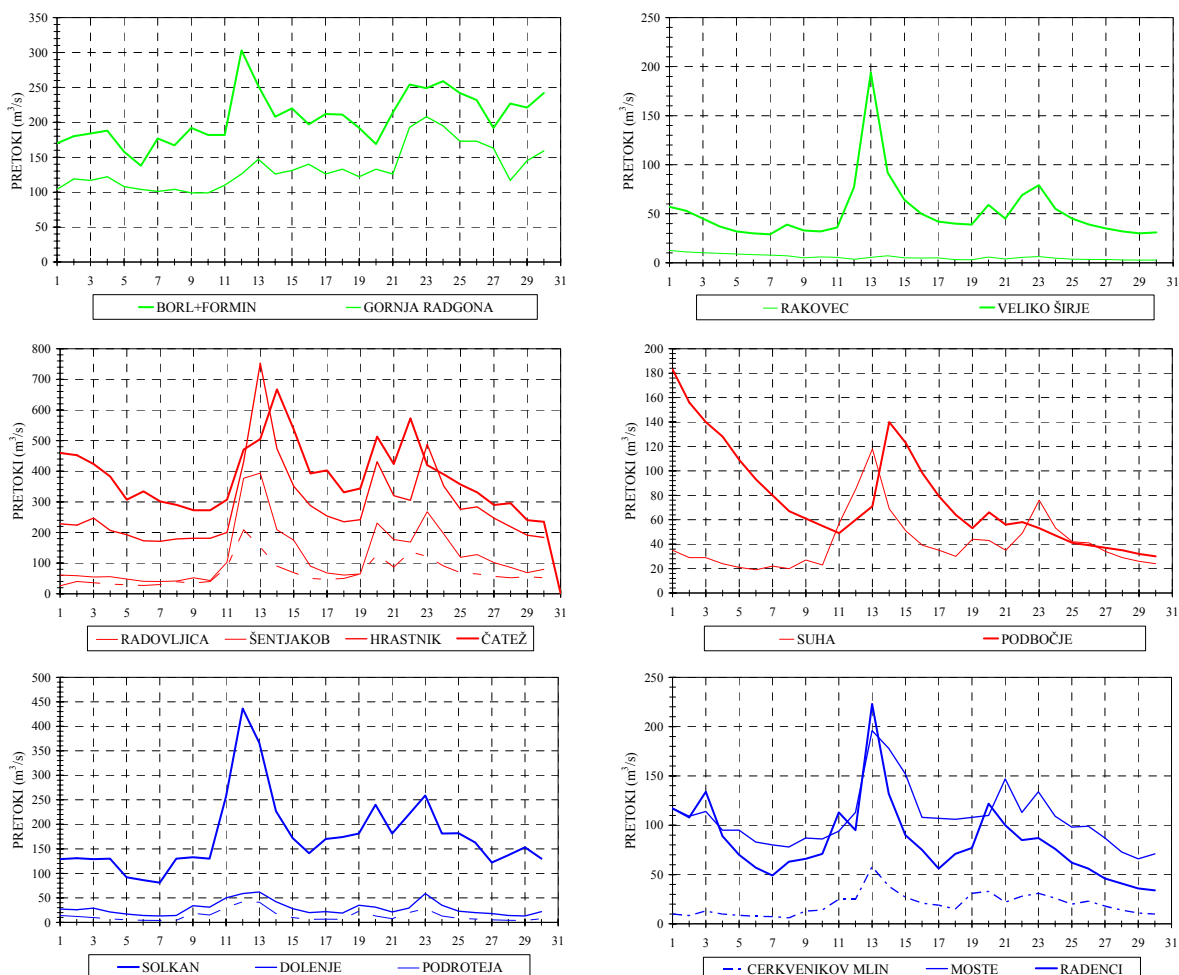 PRETOKI (m³/s)
350
300
250
200
150
100
50
0
1 3 5 7 9 11 13 15 17 19 21 23 25 27 29 31
BORL+FORMIN GORNJA RADGONA
PRETOKI (m³/s)
250
200
150
100
50
0
1 3 5 7 9 11 13 15 17 19 21 23 25 27 29 31
RAKOVEC VELIKO ŠIRJE
PRETOKI (m³/s)
800
700
600
500
400
300
200
100
0
1 3 5 7 9 11 13 15 17 19 21 23 25 27 29 31
RADOVLJICA ŠENTJAKOB HRASTNIK ČATEŽ
PRETOKI (m³/s)
200
180
160
140
120
100
80
60
40
20
0
1 3 5 7 9 11 13 15 17 19 21 23 25 27 29 31
SUHA PODBOČJE
PRETOKI (m³/s)
500
450
400
350
300
250
200
150
100
50
0
1 3 5 7 9 11 13 15 17 19 21 23 25 27 29 31
SOLKAN DOLENJE PODROTEJA
PRETOKI (m³/s)
250
200
150
100
50
0
1 3 5 7 9 11 13 15 17 19 21 23 25 27 29 31
CERKVENIKOV MLIN MOSTE RADENCI